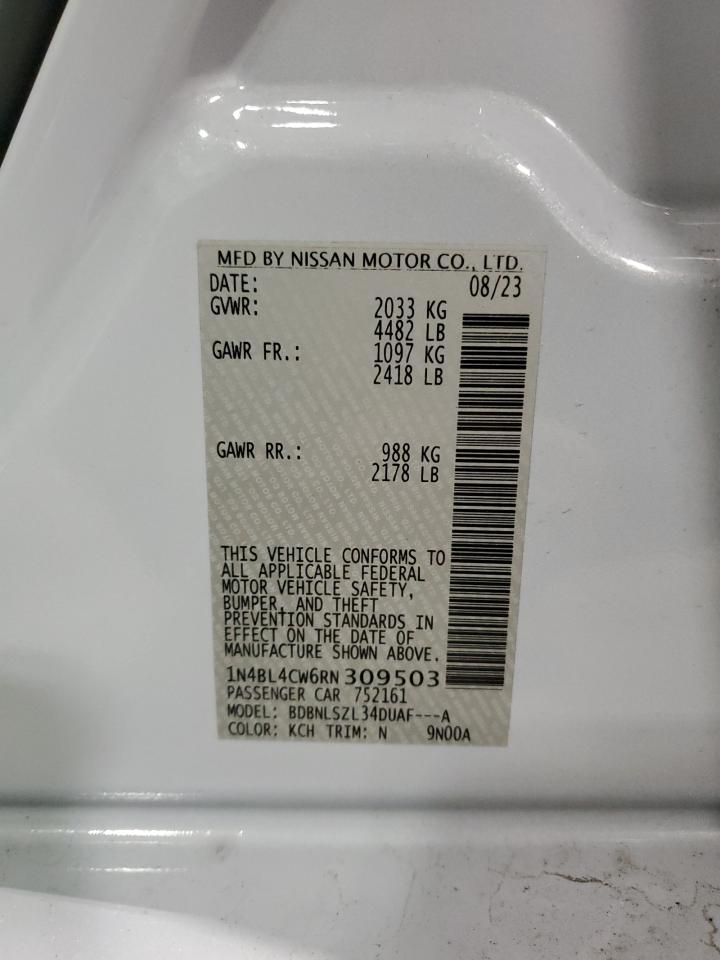 MFD BY NISSAN MOTOR CO., LTD.
DATE: 08/23
GVWR: 2033 KG
4482 LB
GAWR FR.: 1097 KG
2418 LB
GAWR RR.: 988 KG
2178 LB
THIS VEHICLE CONFORMS TO
ALL APPLICABLE FEDERAL
MOTOR VEHICLE SAFETY,
BUMPER, AND THEFT
PREVENTION STANDARDS IN
EFFECT ON THE DATE OF
MANUFACTURE SHOWN ABOVE.
1N4BL4CW6RN309503
PASSENGER CAR 752161
MODEL: BDBNLSZL34DUAF---A
COLOR: KCH TRIM: N 9N00A